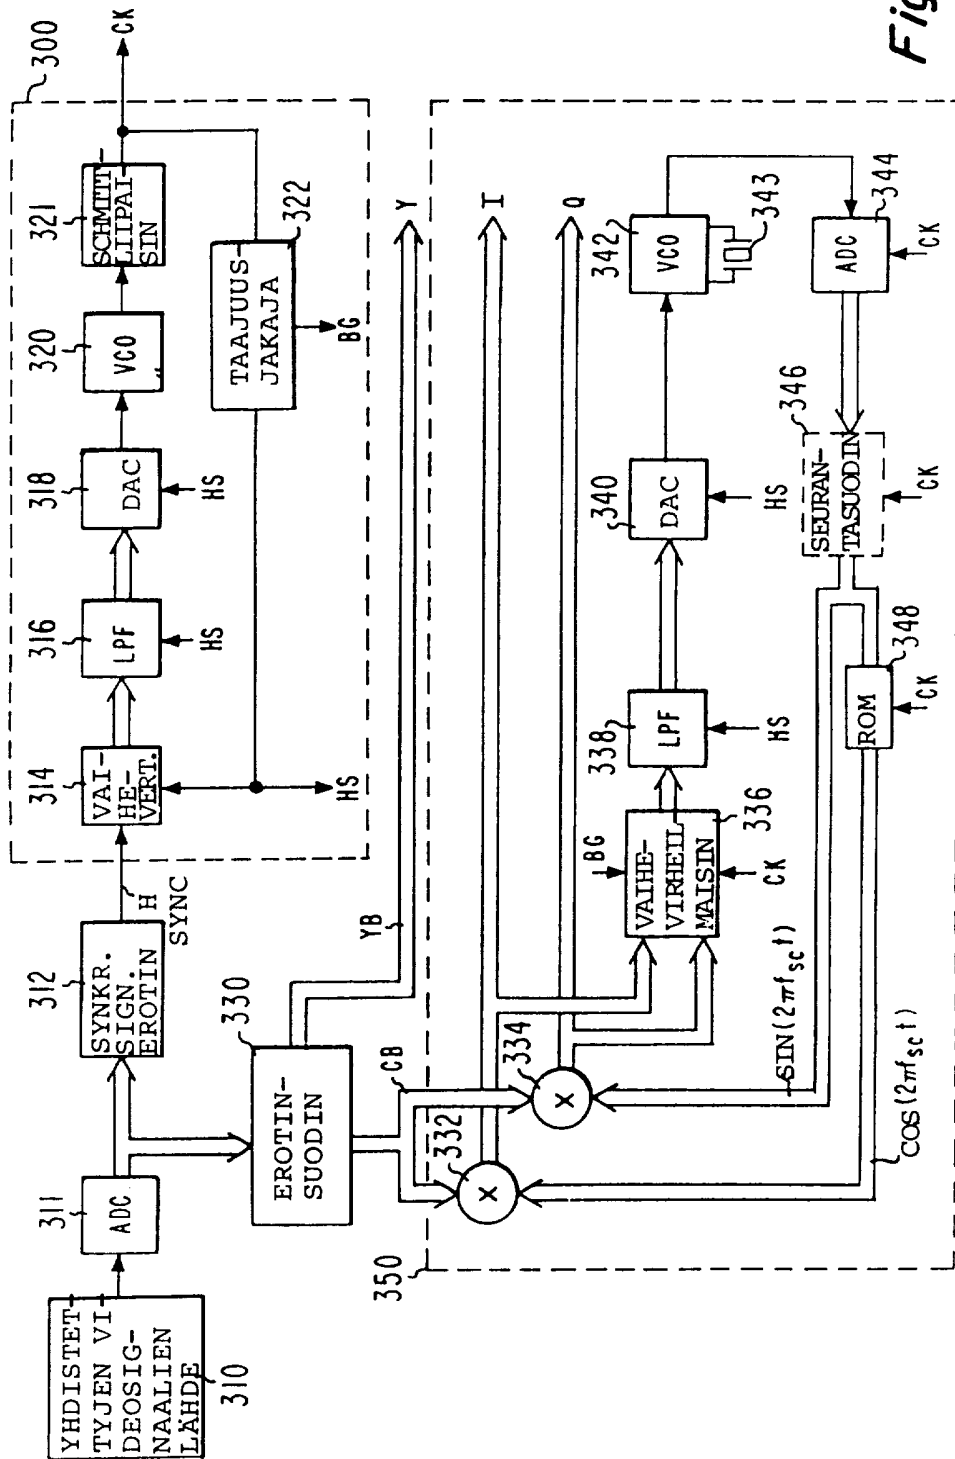 YHDISTET-
TYJEN VI-
DEOSIG-
NAALIEN
LÄHDE
310
311
ADC
312
SYNKR.
SIGN.
EROTIN
H
SYNC
300
314
VAI-
HE-
VERT.
316
LPF
HS
318
DAC
HS
320
VCO
321
SCHMITT-
LIIPAI-
SIN
CK
322
TAAJUUS-
JAKAJA
BG
HS
330
EROTIN-
SUODIN
YB
Y
CB
350
332
X
334
X
I
Q
336
BG
VAIHE-
VIRHEIL
MAISIN
CK
338
LPF
HS
340
DAC
HS
342
VCO
343
344
ADC
CK
346
SEURAN-
TASUODIN
CK
348
ROM
CK
SIN(2πfsct)
COS(2πfsct)
Fig